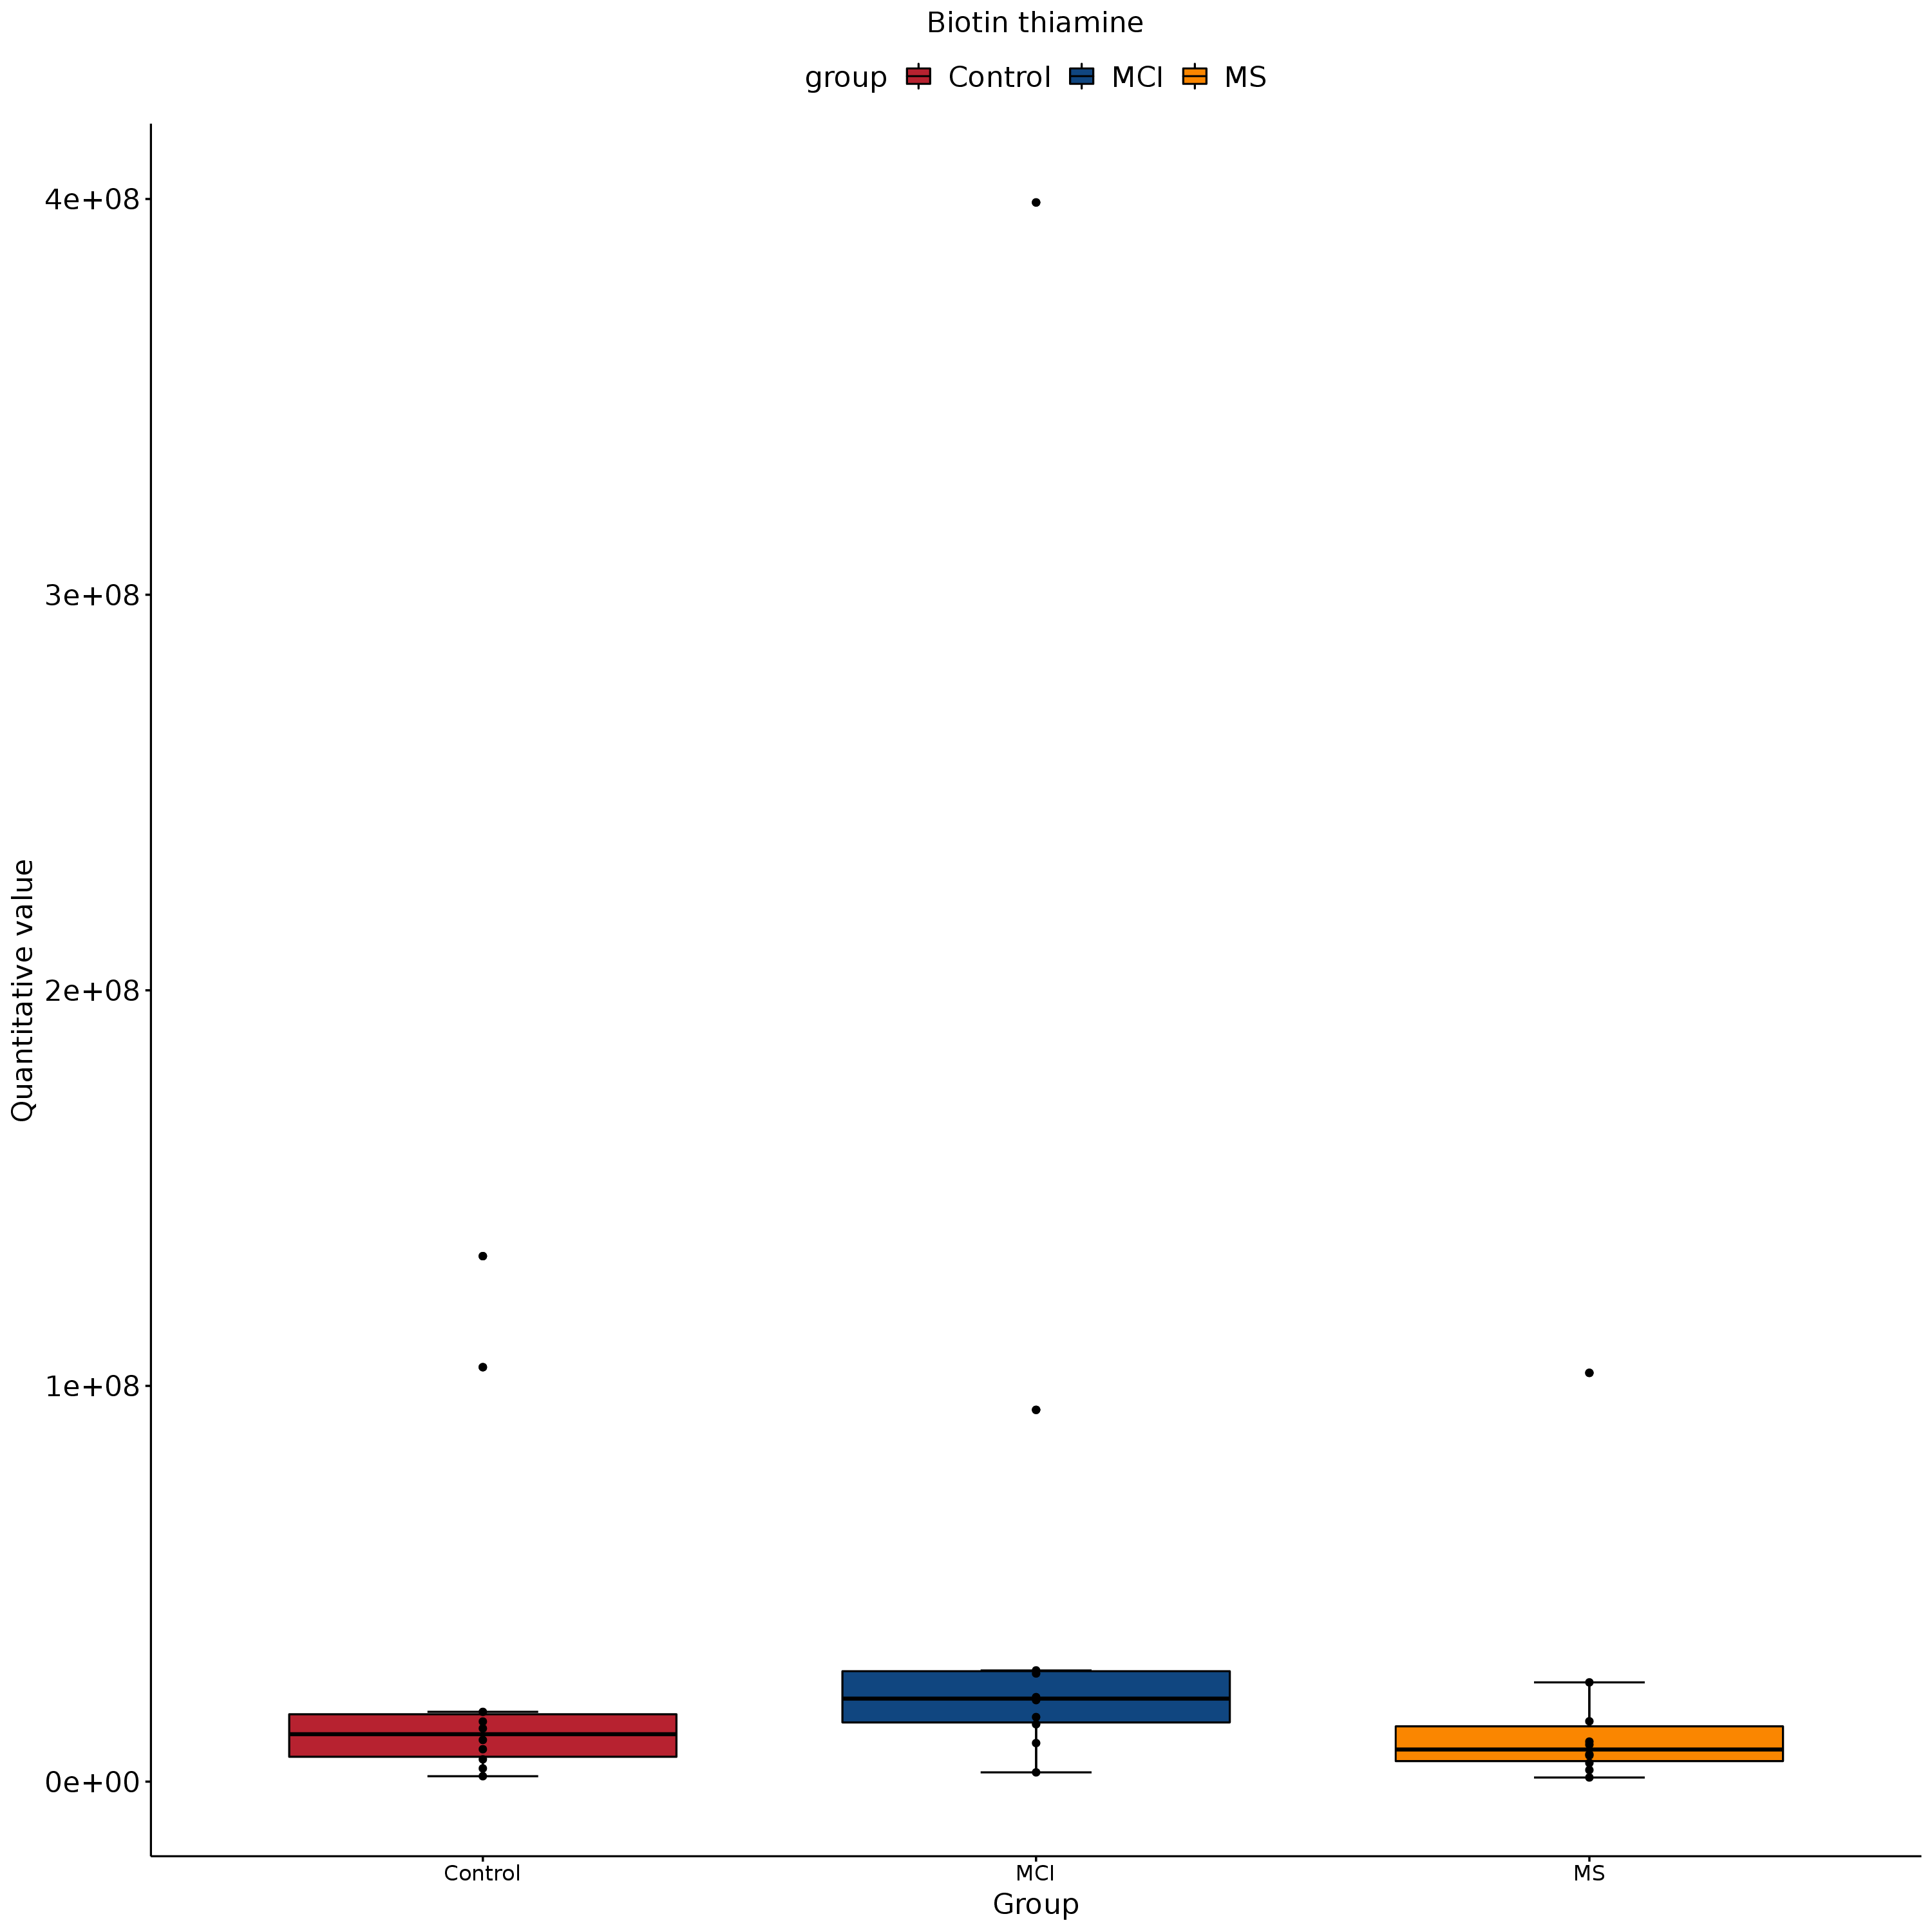 Biotin thiamine
group Control MCI MS
4e+08
3e+08
2e+08
1e+08
0e+00
Quantitative value
Control MCI MS
Group